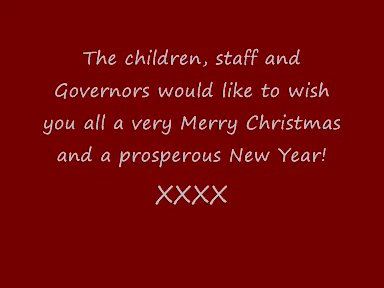 The children, staff and
Governors would like to wish
you all a very Merry Christmas
and a prosperous New Year!
XXXX